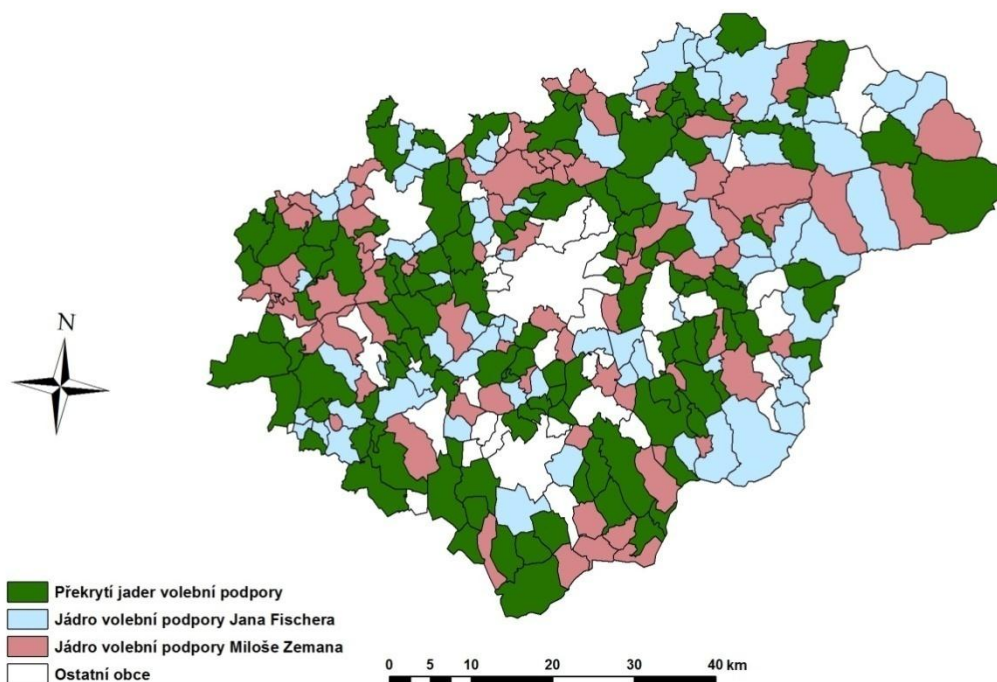 N
Překrytí jader volební podpory
Jádro volební podpory Jana Fischera
Jádro volební podpory Miloše Zemana
Ostatní obce
0 5 10 20 30 40 km